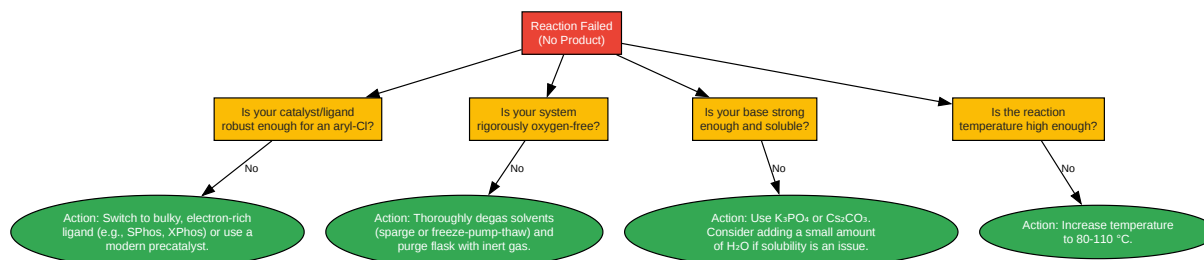 Reaction Failed
(No Product)
Is your catalyst/ligand
robust enough for an aryl-Cl?
Is your system
rigorously oxygen-free?
Is your base strong
enough and soluble?
Is the reaction
temperature high enough?
No
No
No
No
Action: Switch to bulky, electron-rich
ligand (e.g., SPhos, XPhos) or use a
modern precatalyst.
Action: Thoroughly degas solvents
(sparge or freeze-pump-thaw) and
purge flask with inert gas.
Action: Use K₃PO₄ or Cs₂CO₃.
Consider adding a small amount
of H₂O if solubility is an issue.
Action: Increase temperature
to 80-110 °C.